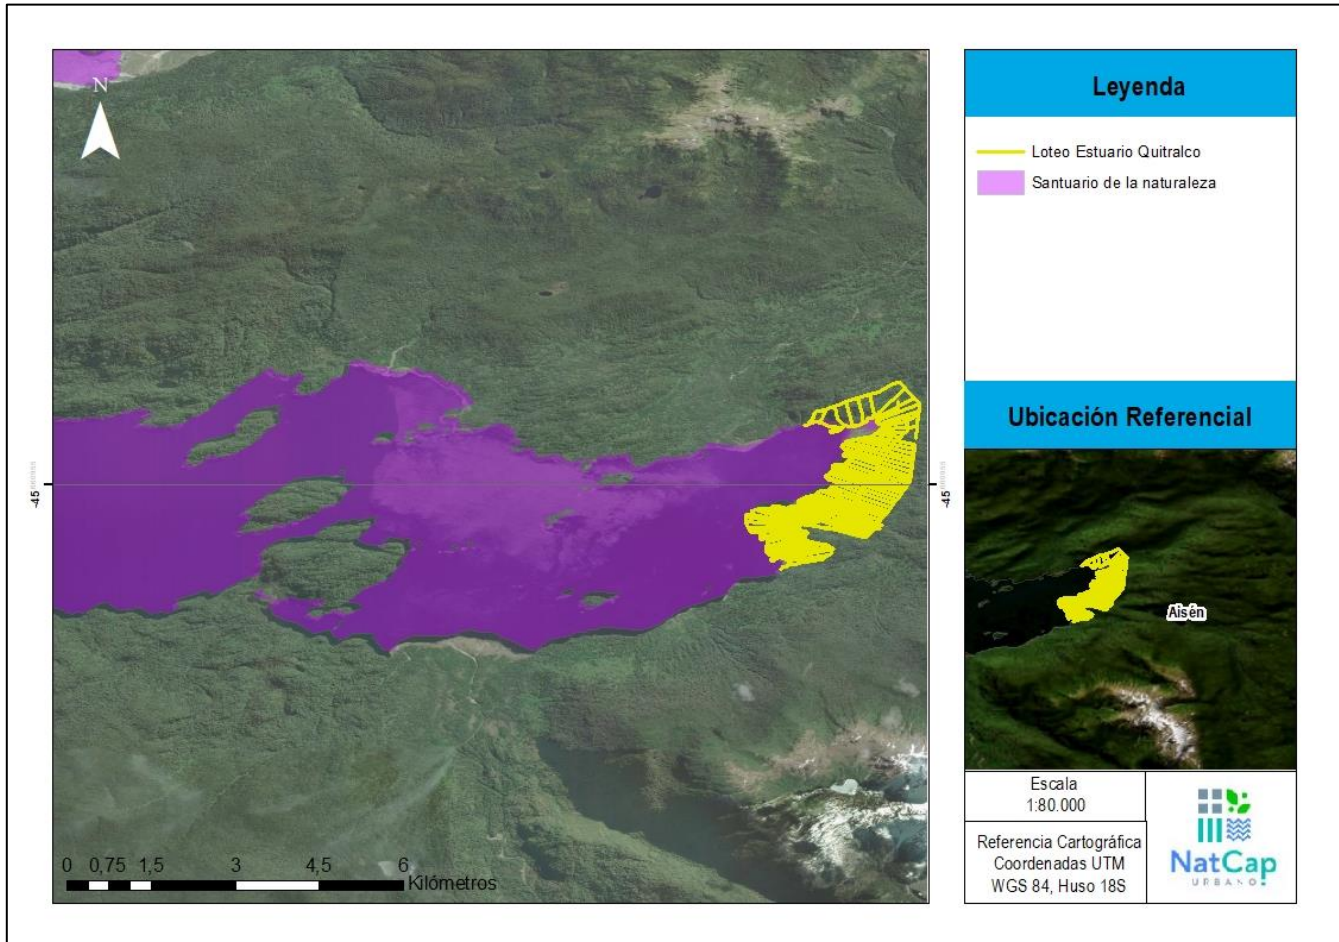 N
-45
-45
0 0,75 1,5 3 4,5 6
Kilómetros
Leyenda
Loteo Estuario Quitralco
Santuario de la naturaleza
Ubicación Referencial
Aisén
Escala
1:80.000
Referencia Cartográfica
Coordenadas UTM
WGS 84, Huso 18S
NatCap
URBANO